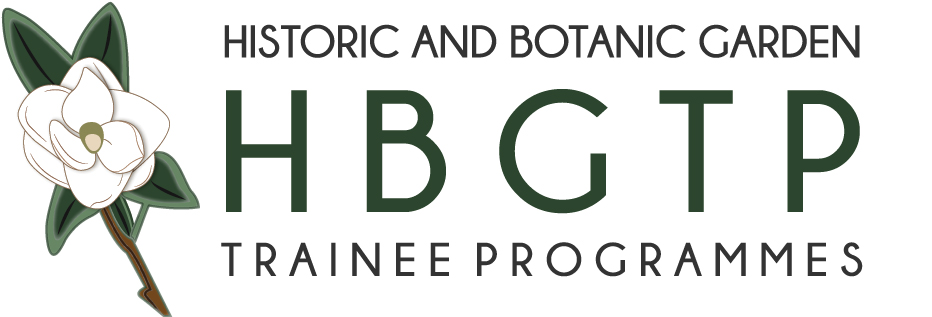 HISTORIC AND BOTANIC GARDEN
HBGTP
TRAINEE PROGRAMMES